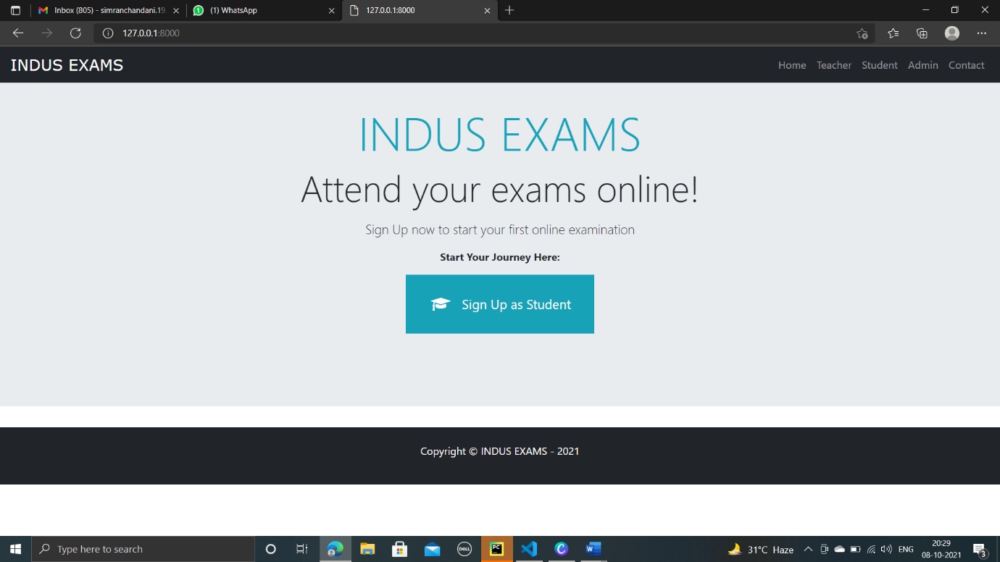 Inbox (805) - simranchandani.19
(1) WhatsApp
127.0.0.1:8000
127.0.0.1:8000
INDUS EXAMS
Home Teacher Student Admin Contact
INDUS EXAMS
Attend your exams online!
Sign Up now to start your first online examination
Start Your Journey Here:
Sign Up as Student
Copyright © INDUS EXAMS - 2021
Type here to search
DELL
PC
W
31°C Haze
ENG
20:29
08-10-2021
3